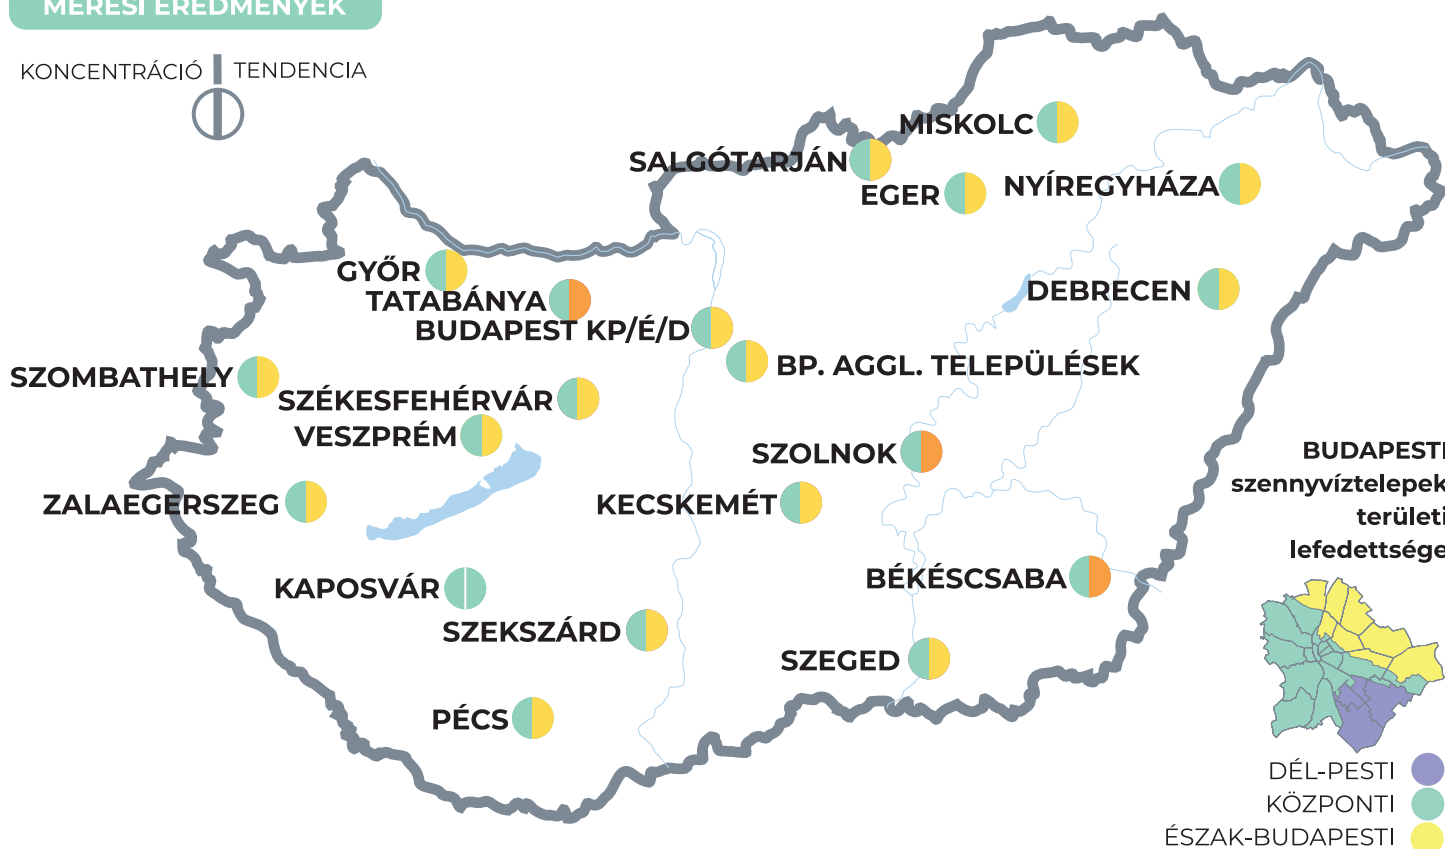 MÉRÉSI EREDMÉNYEK
KONCENTRÁCIÓ TENDENCIA
MISKOLC
SALGÓTARJÁN
EGER
NYÍREGYHÁZA
GYŐR
TATABÁNYA
DEBRECEN
BUDAPEST KP/É/D
BP. AGGL. TELEPÜLÉSEK
SZOMBATHELY
SZÉKESFEHÉRVÁR
VESZPRÉM
SZOLNOK
ZALAEGERSZEG
KECSKEMÉT
BÉKÉSCSABA
KAPOSVÁR
SZEKSZÁRD
SZEGED
PÉCS
BUDAPESTI
szennyvíztelepek
területi
lefedettsége
DÉL-PESTI
KÖZPONTI
ÉSZAK-BUDAPESTI